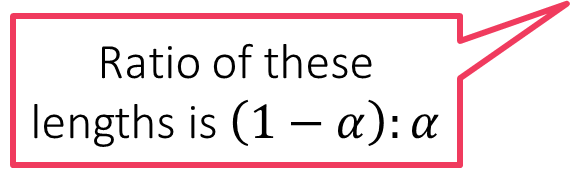 Ratio of these
lengths is (1 − 𝛼): 𝛼